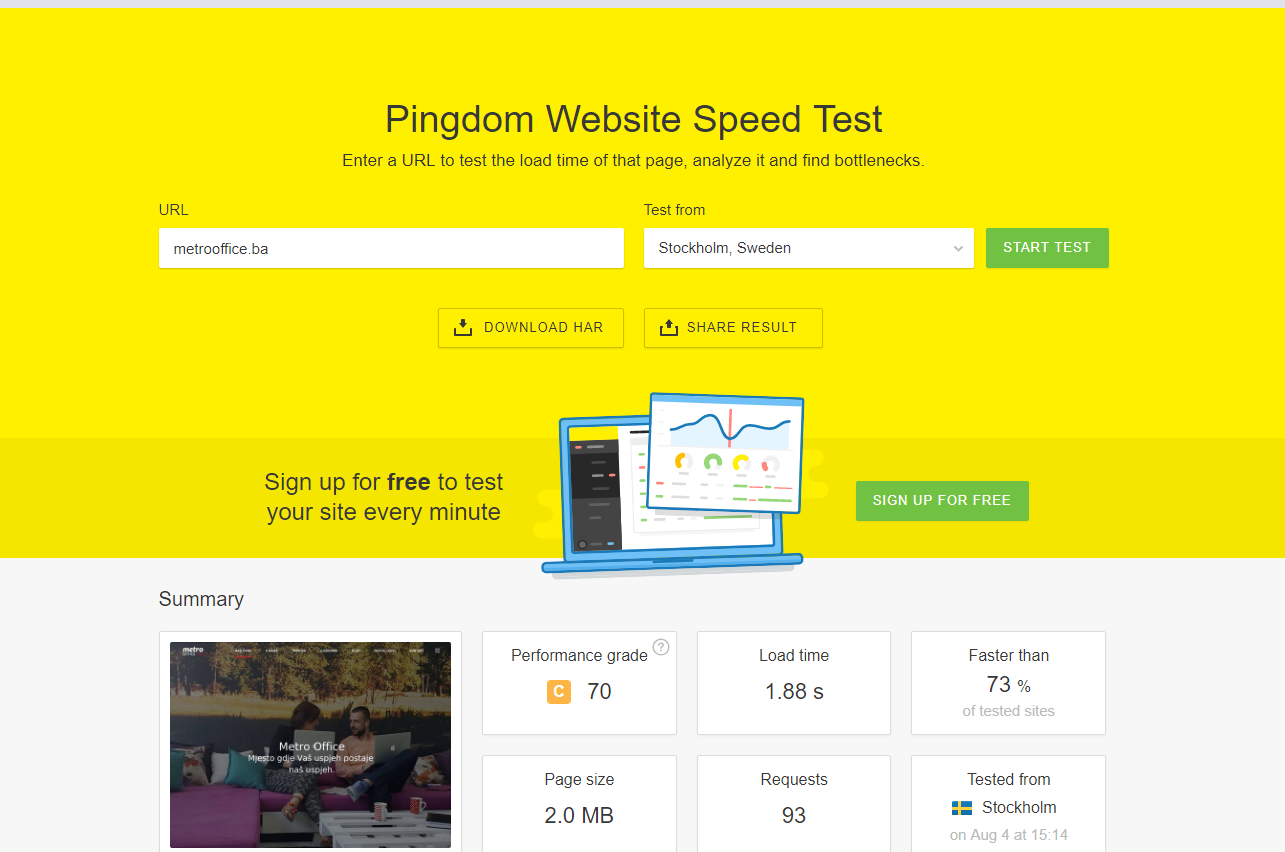 Pingdom Website Speed Test
Enter a URL to test the load time of that page, analyze it and find bottlenecks.
URL
Test from
metrooffice.ba
Stockholm, Sweden
START TEST
DOWNLOAD HAR
SHARE RESULT
Sign up for free to test
your site every minute
SIGN UP FOR FREE
Summary
metro
Metro Office
Mjesto gdje Vaš uspjeh postaje
naš uspjeh.
Performance grade
?
C 70
Load time
1.88 s
Faster than
73 %
of tested sites
Page size
2.0 MB
Requests
93
Tested from
Stockholm
on Aug 4 at 15:14